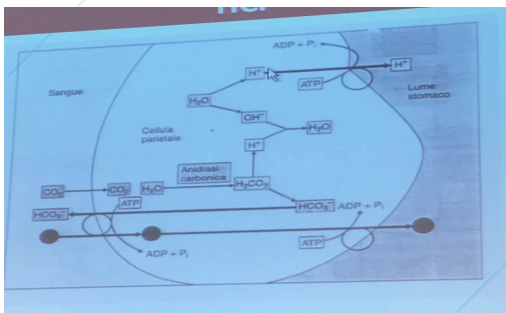 HCl
ADP + Pi
H+
H+
Sangue
ATP
Lume
stomaco
H2O
OH-
Cellula
parietale
H2O
H+
Anidrasi
carbonica
CO2
CO2
H2O
H2CO3
HCO3-
ATP
HCO3-
ADP + Pi
ATP
ADP + Pi